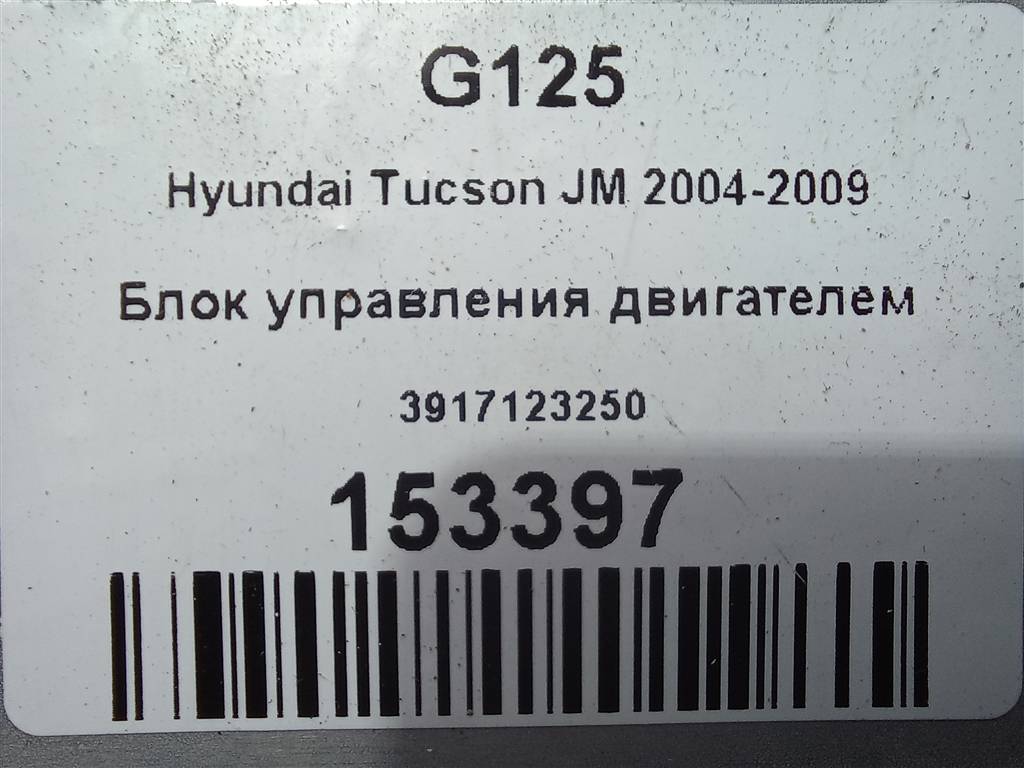 G125
Hyundai Tucson JM 2004-2009
Блок управления двигателем
3917123250
153397